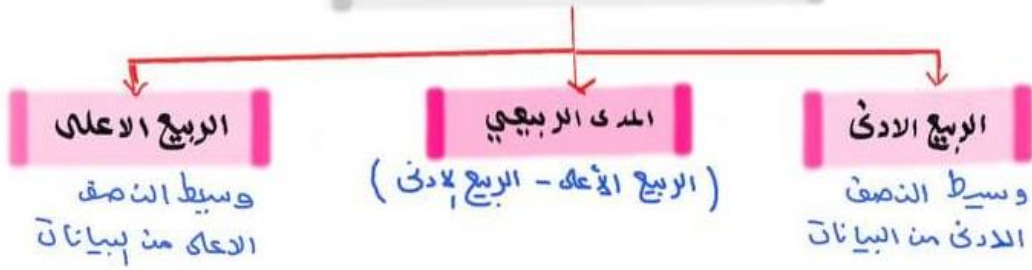 الربيع الادنى
وسيط النصف
الادنى من البيانات
المدى الربيعي
(الربيع الأعلى - الربيع الادنى)
الربيع الاعلى
وسيط النصف
الاعلى من البيانات